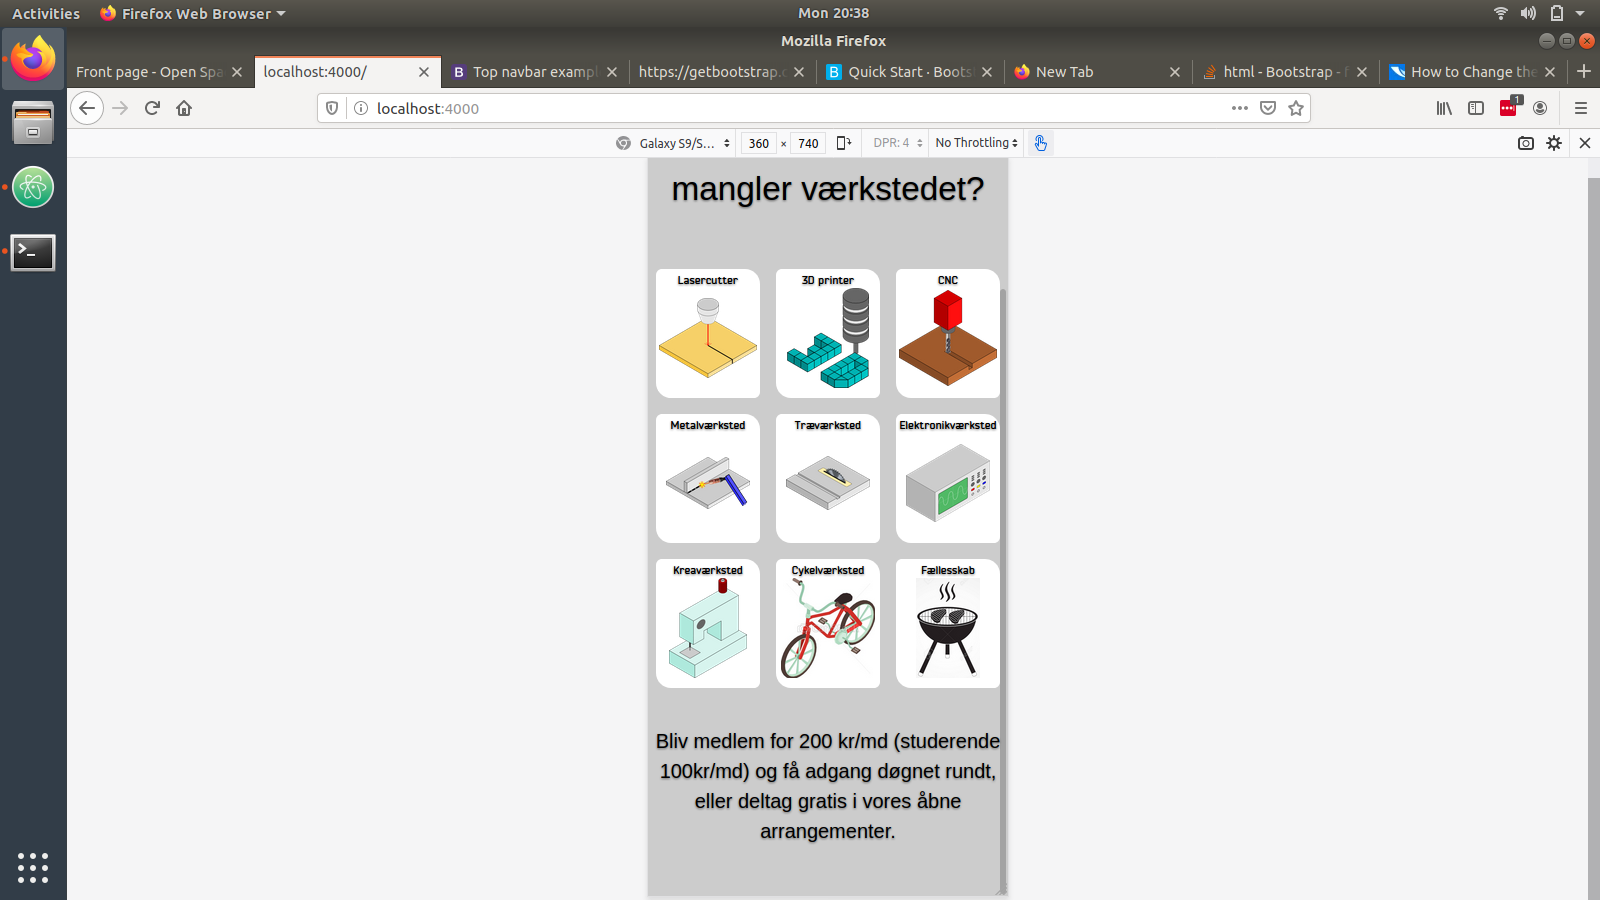 Activities
Firefox Web Browser
Mon 20:38
Mozilla Firefox
Front page - Open Spa
localhost:4000/
B Top navbar exampl
https://getbootstrap.c
B Quick Start · Boots
New Tab
html - Bootstrap - f
How to Change the
localhost:4000
1
Galaxy S9/S...
360 × 740
DPR: 4
No Throttling
mangler værkstedet?
Lasercutter
3D printer
CNC
Metalværksted
Træværksted
Elektronikværksted
Kreaværksted
Cykelværksted
Fællesskab
Bliv medlem for 200 kr/md (studerende
100kr/md) og få adgang døgnet rundt,
eller deltag gratis i vores åbne
arrangementer.